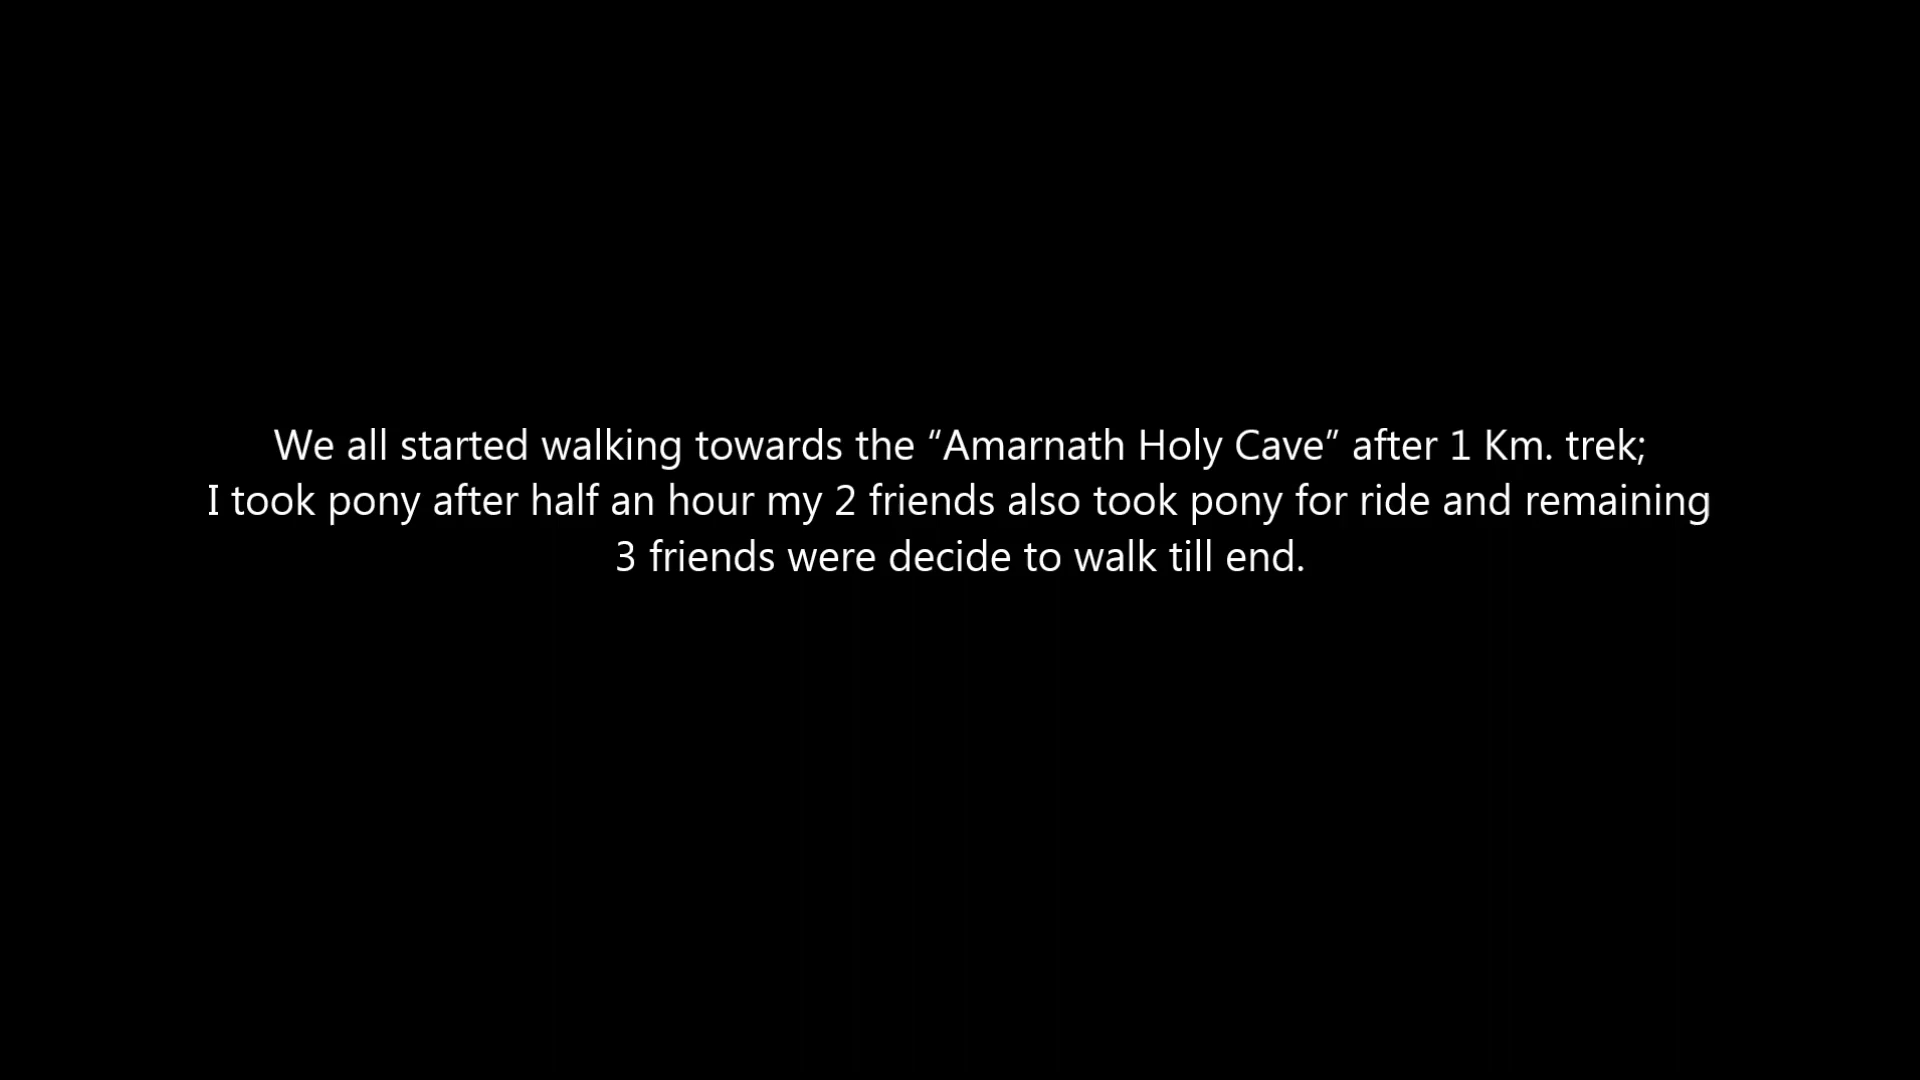 We all started walking towards the “Amarnath Holy Cave” after 1 Km. trek;
I took pony after half an hour my 2 friends also took pony for ride and remaining
3 friends were decide to walk till end.